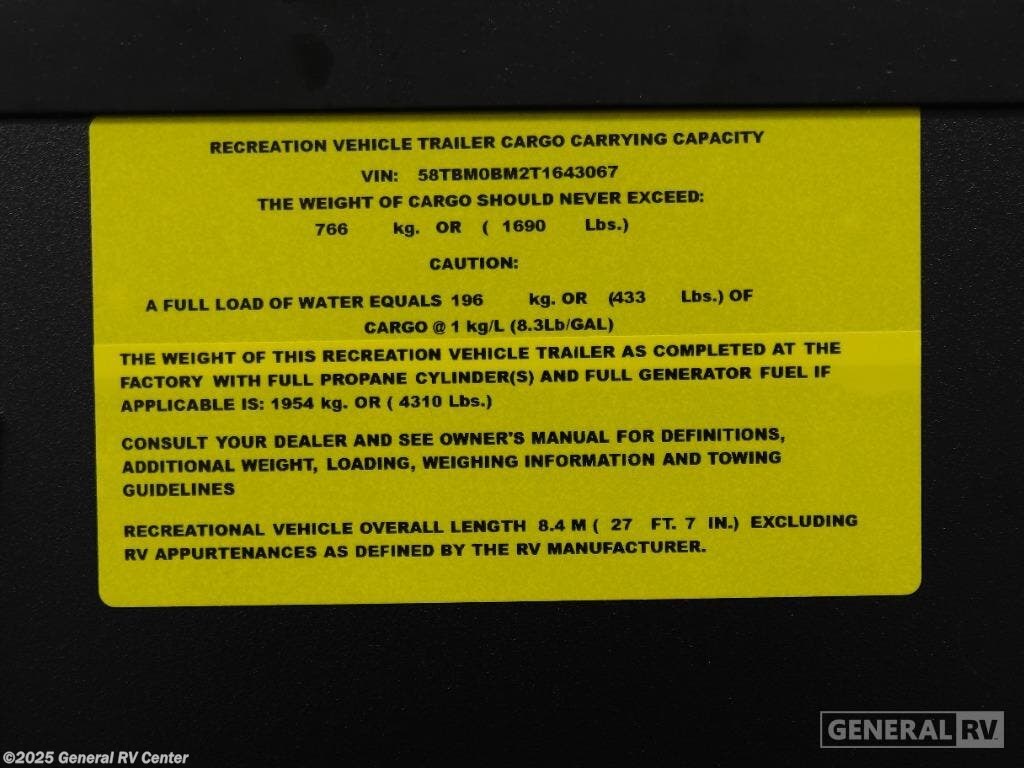 RECREATION VEHICLE TRAILER CARGO CARRYING CAPACITY
VIN: 58TBM0BM2T1643067
THE WEIGHT OF CARGO SHOULD NEVER EXCEED:
766 kg. OR ( 1690 Lbs.)
CAUTION:
A FULL LOAD OF WATER EQUALS 196 kg. OR (433 Lbs.) OF
CARGO @ 1 kg/L (8.3Lb/GAL)
THE WEIGHT OF THIS RECREATION VEHICLE TRAILER AS COMPLETED AT THE
FACTORY WITH FULL PROPANE CYLINDER(S) AND FULL GENERATOR FUEL IF
APPLICABLE IS: 1954 kg. OR ( 4310 Lbs.)
CONSULT YOUR DEALER AND SEE OWNER'S MANUAL FOR DEFINITIONS,
ADDITIONAL WEIGHT, LOADING, WEIGHING INFORMATION AND TOWING
GUIDELINES
RECREATIONAL VEHICLE OVERALL LENGTH 8.4 M ( 27 FT. 7 IN.) EXCLUDING
RV APPURTENANCES AS DEFINED BY THE RV MANUFACTURER.
GENERAL RV
©2025 General RV Center